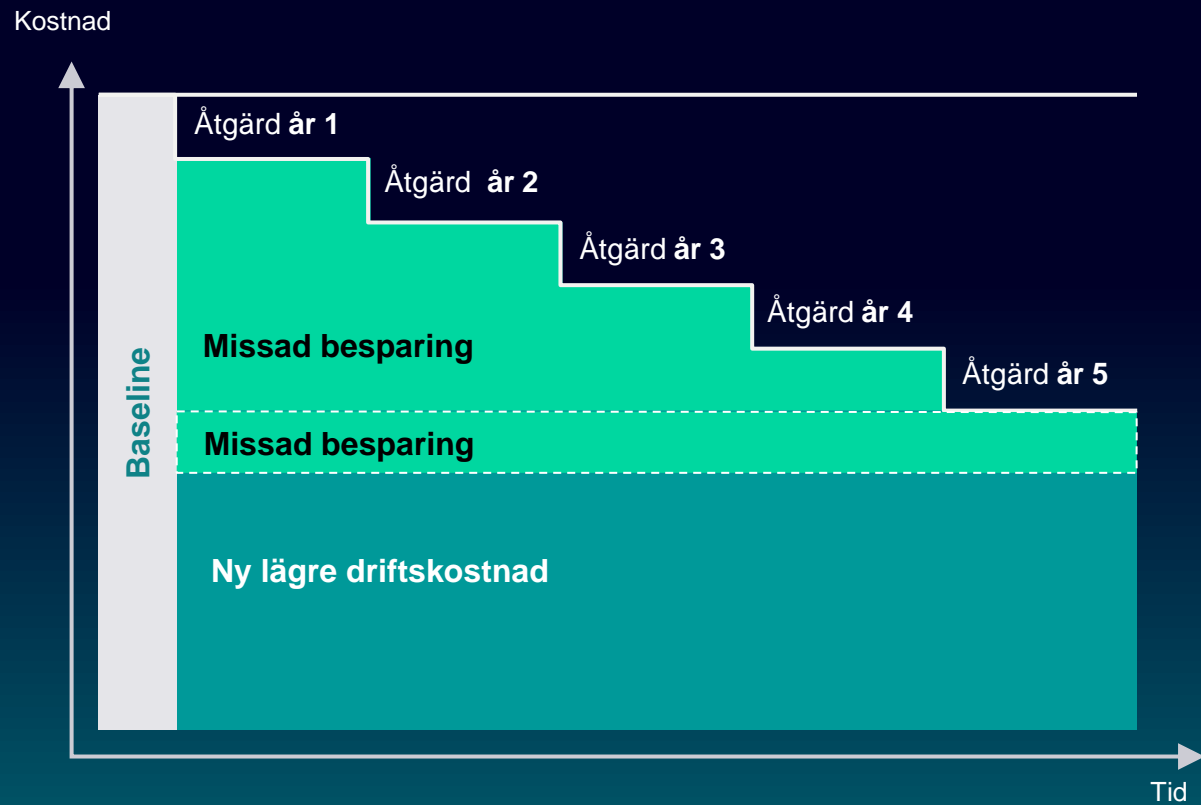 Kostnad
Åtgärd år 1
Åtgärd år 2
Åtgärd år 3
Åtgärd år 4
Åtgärd år 5
Baseline
Missad besparing
Missad besparing
Ny lägre driftskostnad
Tid